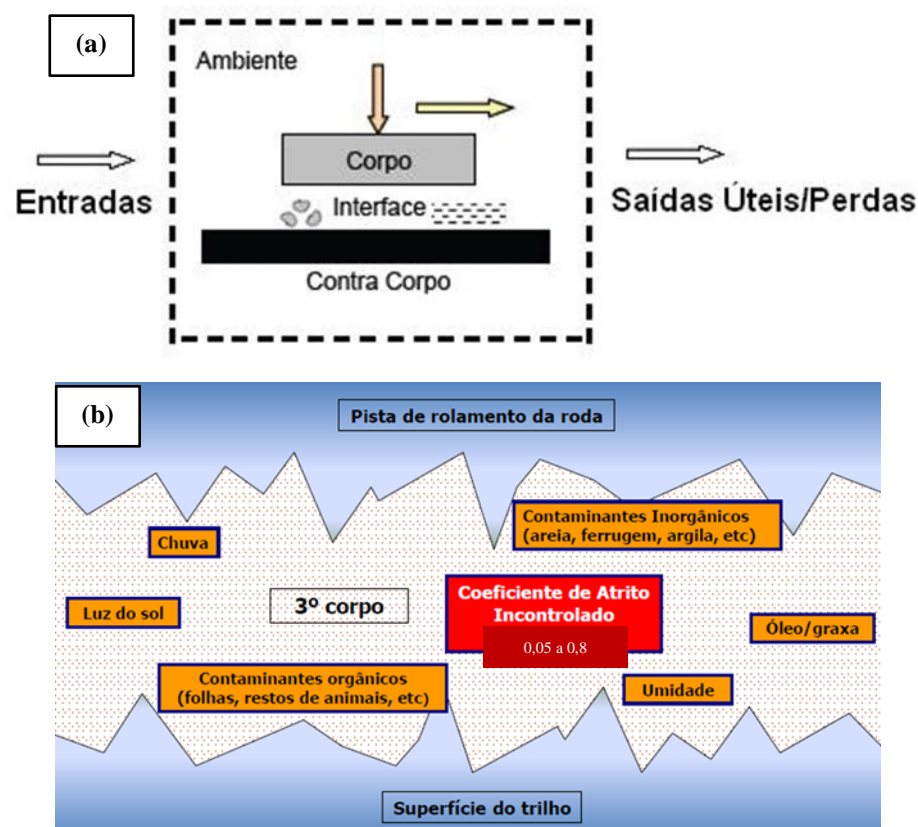 (a)
Ambiente
Corpo
Entradas
Interface
Saídas Úteis/Perdas
Contra Corpo
(b)
Pista de rolamento da roda
Contaminantes Inorgânicos
(areia, ferrugem, argila, etc)
Chuva
Coeficiente de Atrito
Incontrolado
0,05 a 0,8
3º corpo
Luz do sol
Óleo/graxa
Contaminantes orgânicos
(folhas, restos de animais, etc)
Umidade
Superfície do trilho